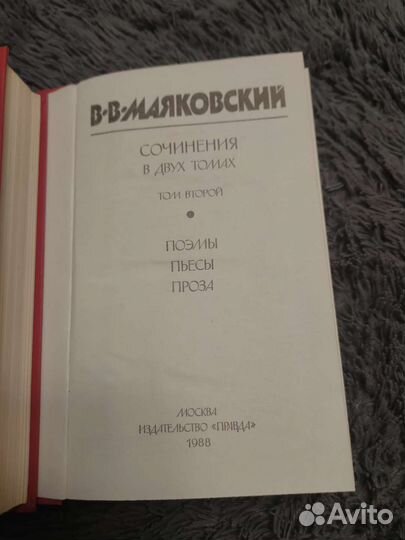 В·В·МАЯКОВСКИЙ
СОЧИНЕНИЯ
В ДВУХ ТОМАХ
ТОМ ВТОРОЙ
ПОЭМЫ
ПЬЕСЫ
ПРОЗА
МОСКВА
ИЗДАТЕЛЬСТВО «ПРАВДА»
1988
Avito